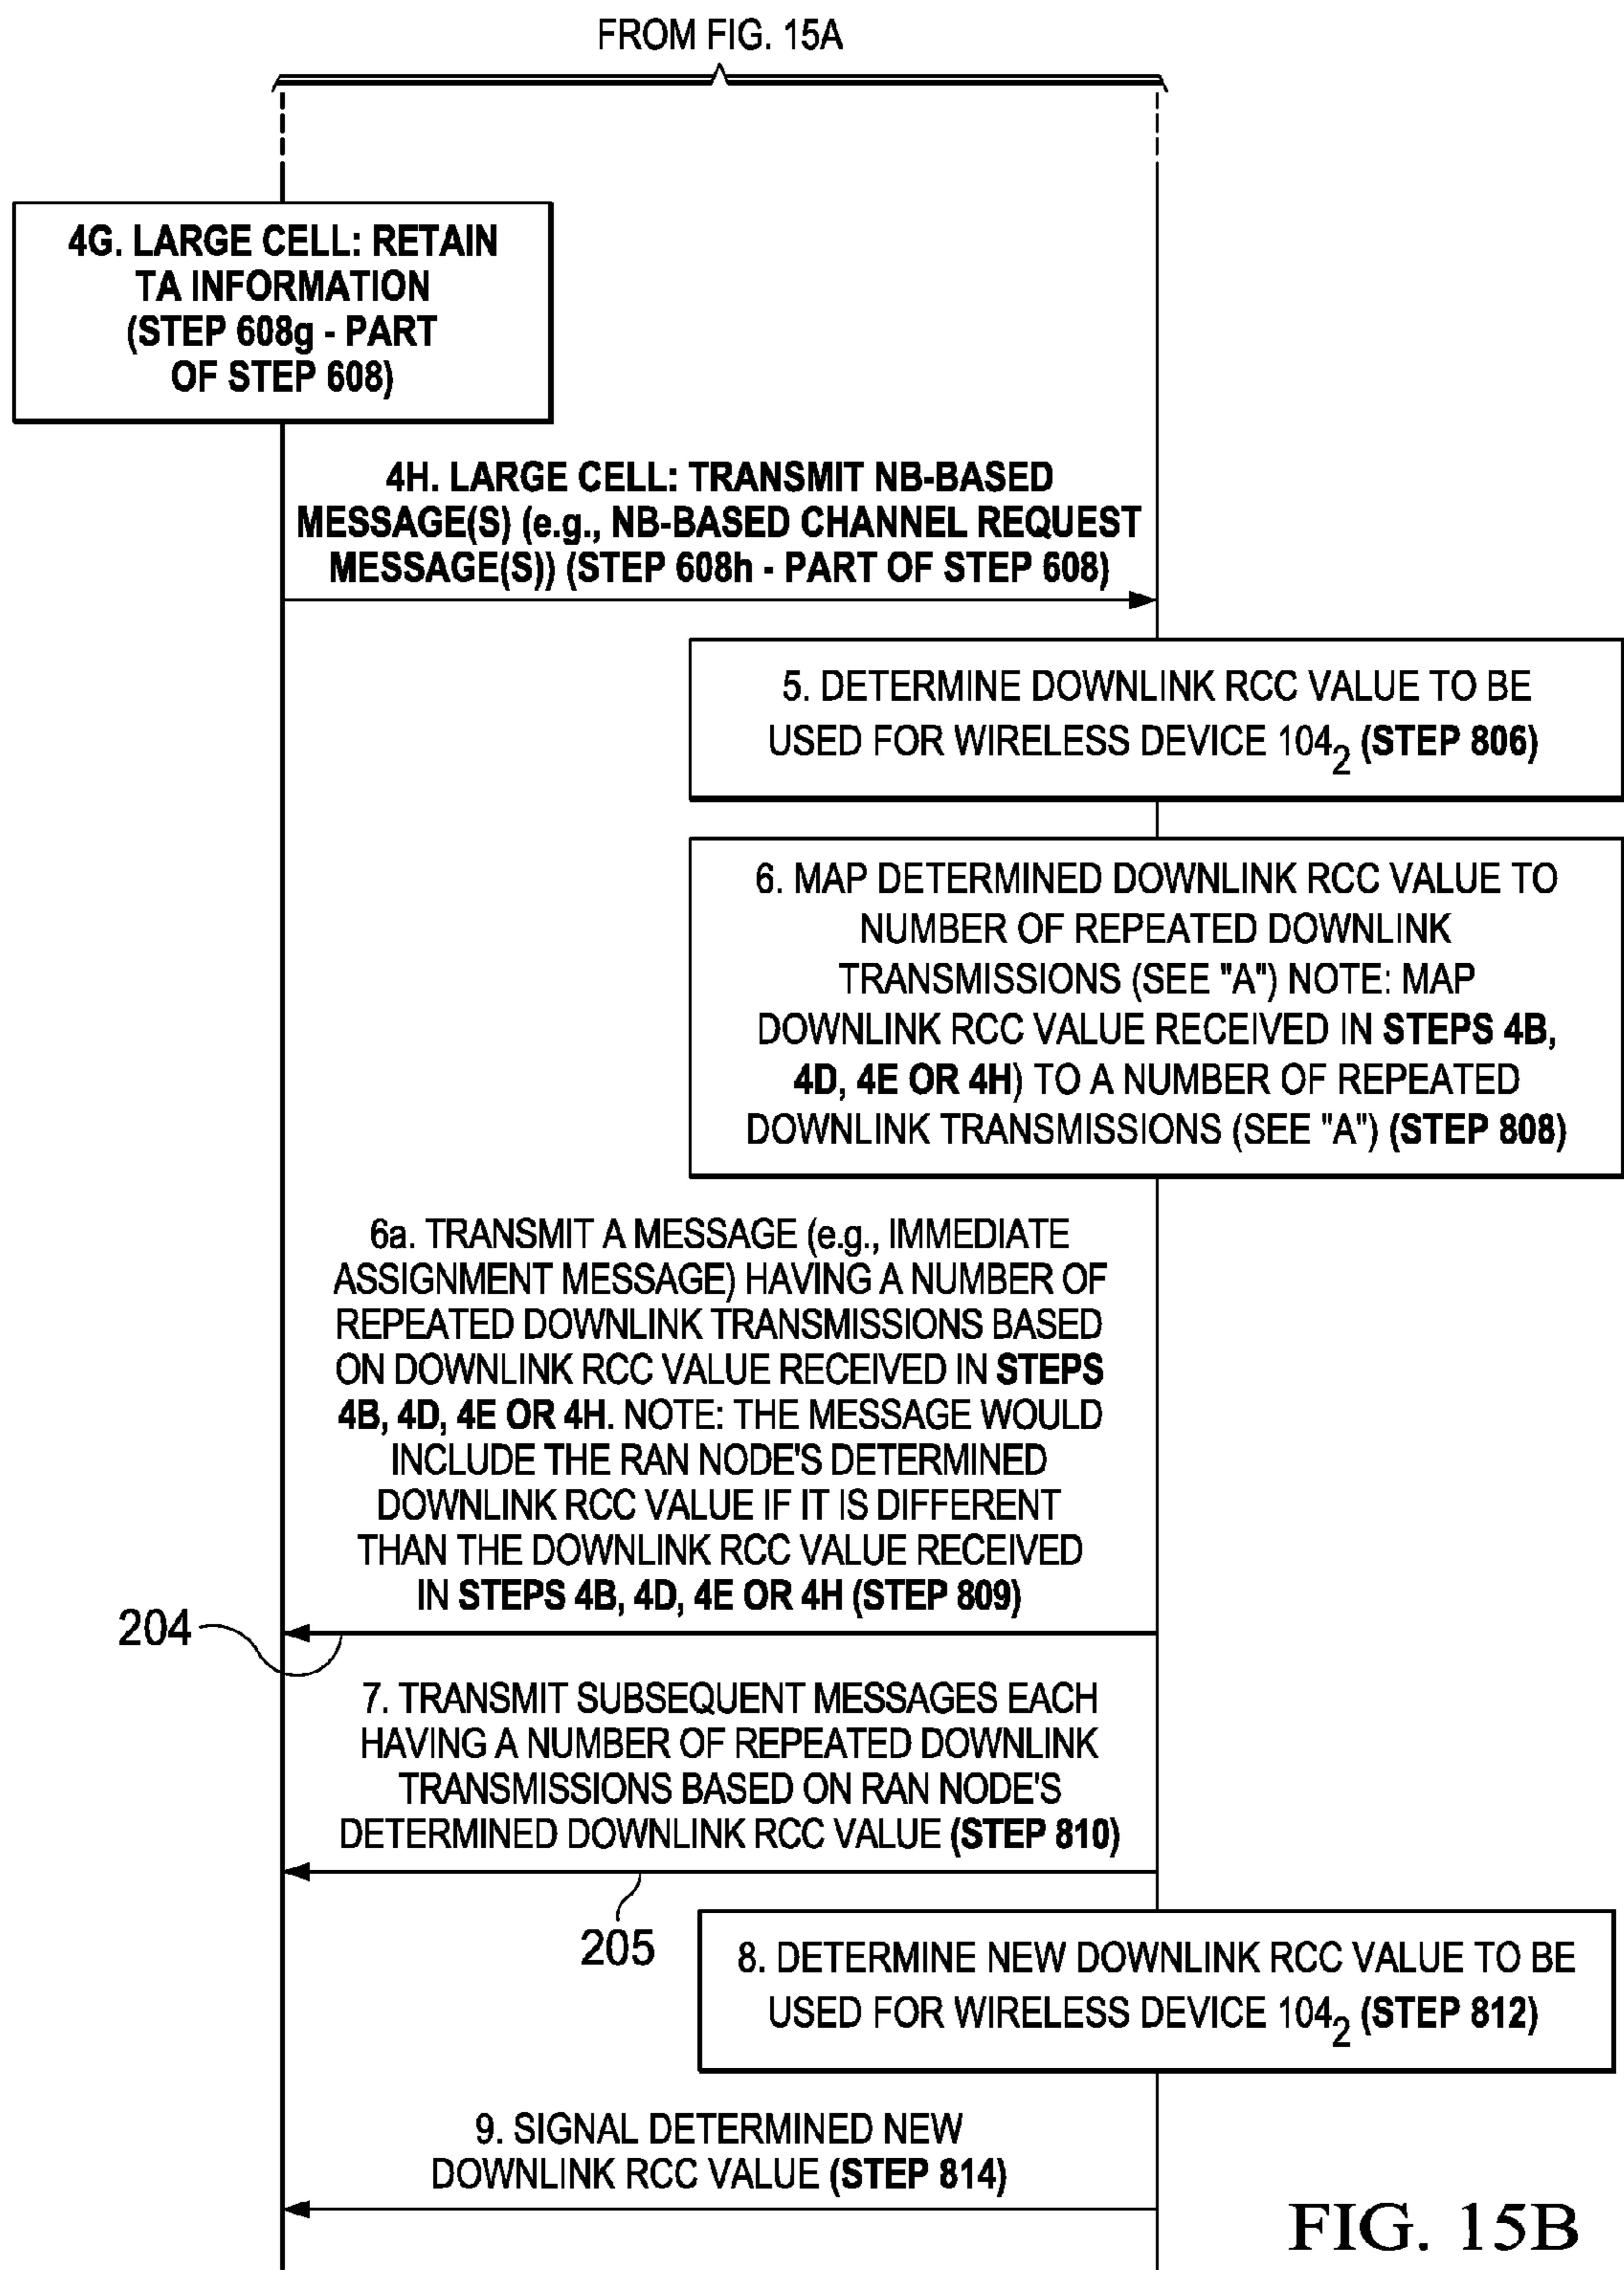 FROM FIG. 15A
4G. LARGE CELL: RETAIN
TA INFORMATION
(STEP 608g - PART
OF STEP 608)
4H. LARGE CELL: TRANSMIT NB-BASED
MESSAGE(S) (e.g., NB-BASED CHANNEL REQUEST
MESSAGE(S)) (STEP 608h - PART OF STEP 608)
5. DETERMINE DOWNLINK RCC VALUE TO BE
USED FOR WIRELESS DEVICE 104₂ (STEP 806)
6. MAP DETERMINED DOWNLINK RCC VALUE TO
NUMBER OF REPEATED DOWNLINK
TRANSMISSIONS (SEE "A") NOTE: MAP
DOWNLINK RCC VALUE RECEIVED IN STEPS 4B,
4D, 4E OR 4H) TO A NUMBER OF REPEATED
DOWNLINK TRANSMISSIONS (SEE "A") (STEP 808)
6a. TRANSMIT A MESSAGE (e.g., IMMEDIATE
ASSIGNMENT MESSAGE) HAVING A NUMBER OF
REPEATED DOWNLINK TRANSMISSIONS BASED
ON DOWNLINK RCC VALUE RECEIVED IN STEPS
4B, 4D, 4E OR 4H. NOTE: THE MESSAGE WOULD
INCLUDE THE RAN NODE'S DETERMINED
DOWNLINK RCC VALUE IF IT IS DIFFERENT
THAN THE DOWNLINK RCC VALUE RECEIVED
IN STEPS 4B, 4D, 4E OR 4H (STEP 809)
204
7. TRANSMIT SUBSEQUENT MESSAGES EACH
HAVING A NUMBER OF REPEATED DOWNLINK
TRANSMISSIONS BASED ON RAN NODE'S
DETERMINED DOWNLINK RCC VALUE (STEP 810)
205
8. DETERMINE NEW DOWNLINK RCC VALUE TO BE
USED FOR WIRELESS DEVICE 104₂ (STEP 812)
9. SIGNAL DETERMINED NEW
DOWNLINK RCC VALUE (STEP 814)
FIG. 15B